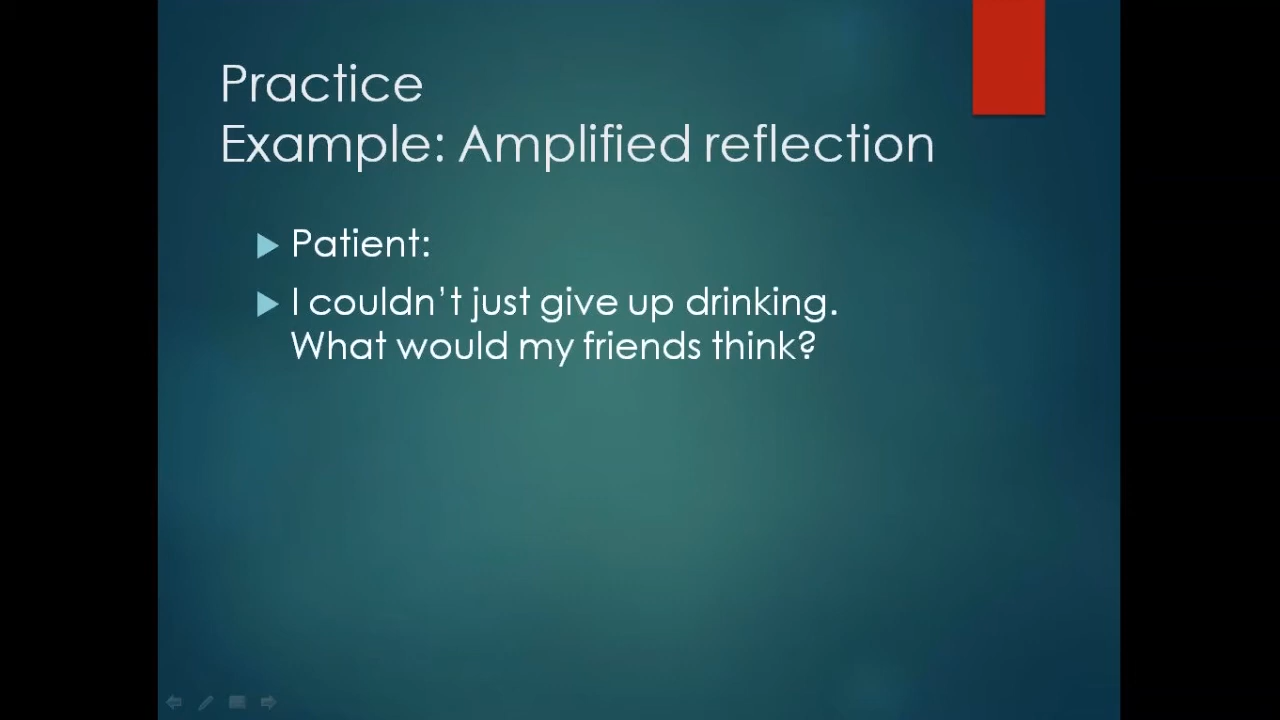 Practice
Example: Amplified reflection
Patient:
I couldn't just give up drinking.
What would my friends think?